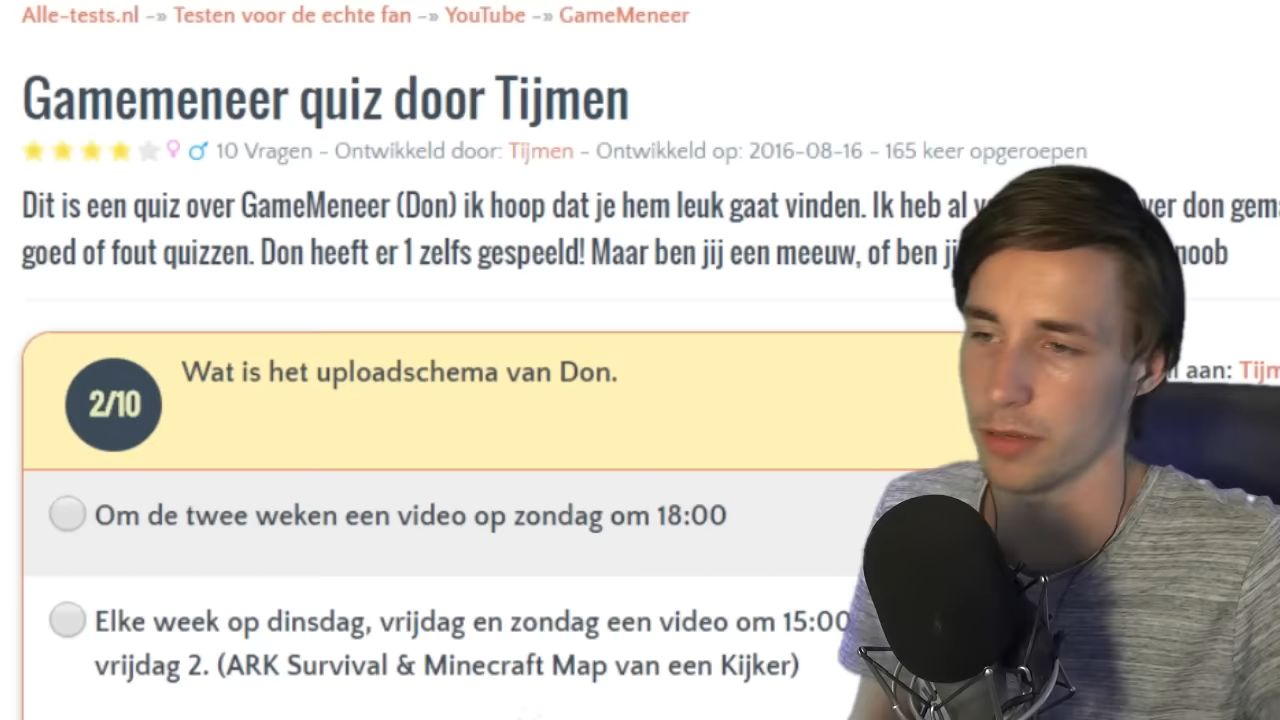 Alle-tests.nl -» Testen voor de echte fan -» YouTube -» GameMeneer
Gamemeneer quiz door Tijmen
10 Vragen - Ontwikkeld door: Tijmen - Ontwikkeld op: 2016-08-16 - 165 keer opgeroepen
Dit is een quiz over GameMeneer (Don) ik hoop dat je hem leuk gaat vinden. Ik heb al don
goed of fout quizzen. Don heeft er 1 zelfs gespeeld! Maar ben jij een meeuw, of ben noob
2/10
Wat is het uploadschema van Don.
aan:
Om de twee weken een video op zondag om 18:00
Elke week op dinsdag, vrijdag en zondag een video om 15:00
vrijdag 2. (ARK Survival & Minecraft Map van een Kijker)